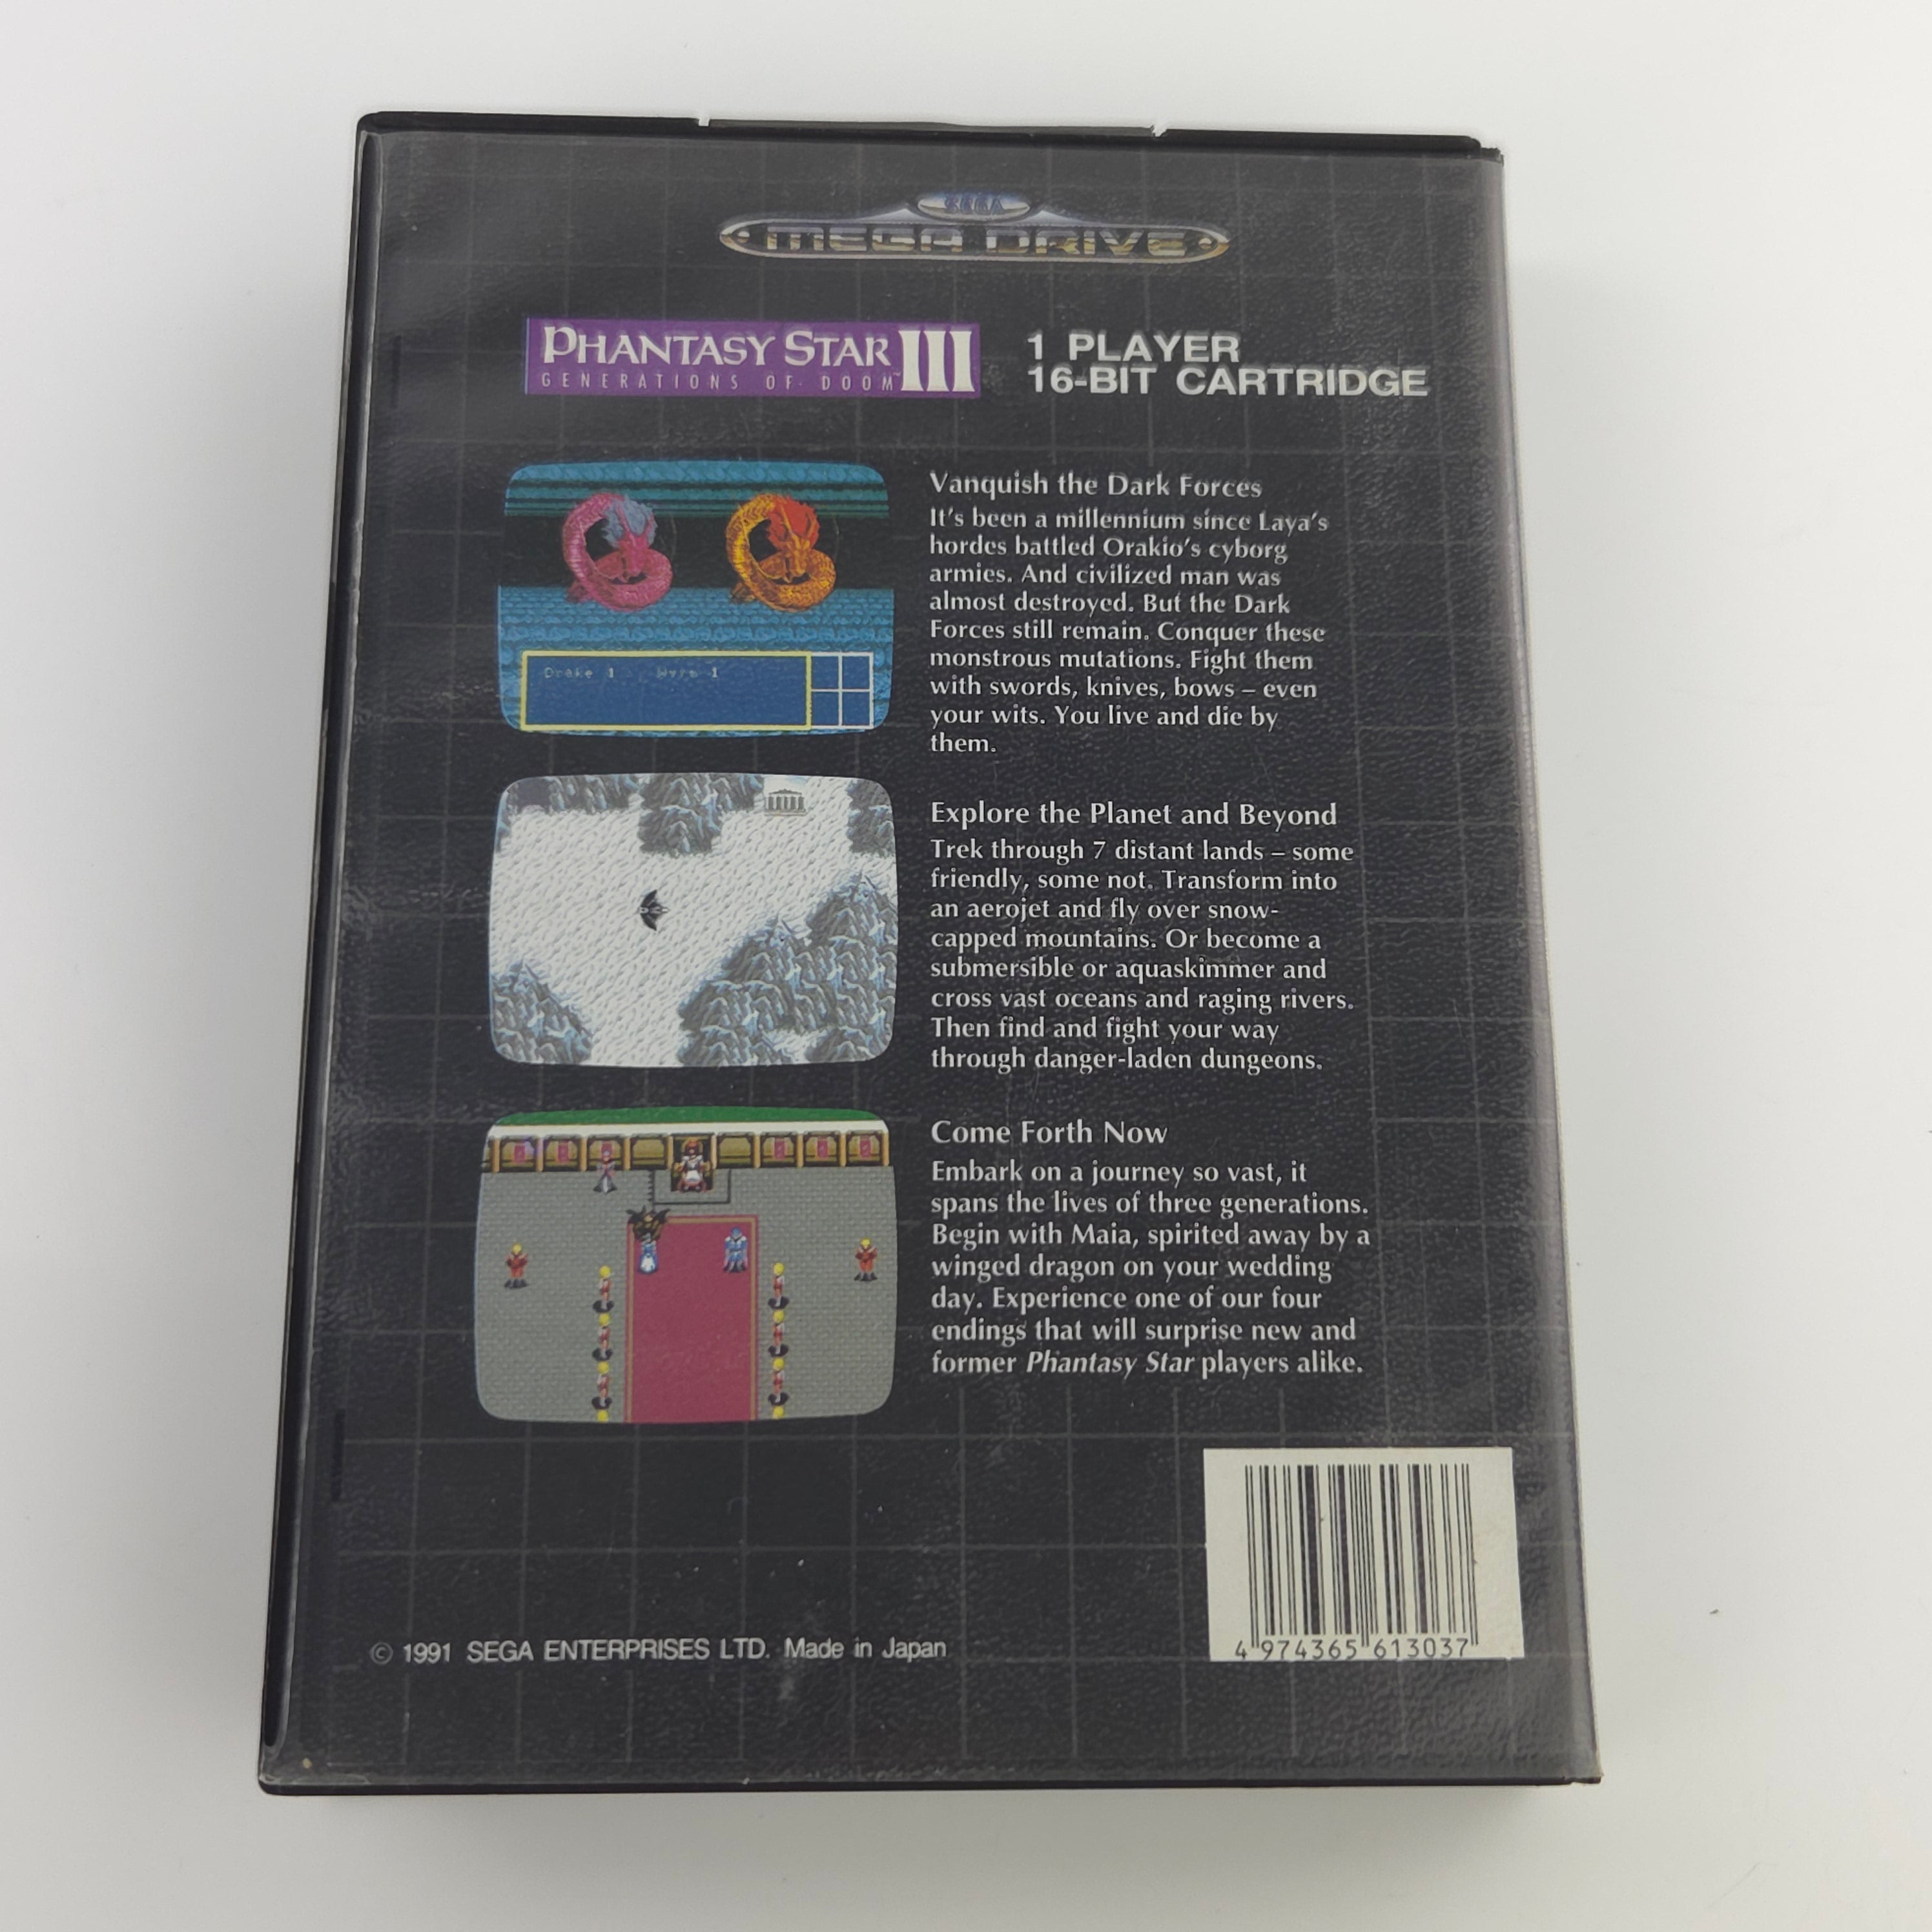 SEGA
MEGA DRIVE
PHANTASY STAR III
GENERATIONS OF DOOM™
1 PLAYER
16-BIT CARTRIDGE
Vanquish the Dark Forces
It's been a millennium since Laya's
hordes battled Orakio's cyborg
armies. And civilized man was
almost destroyed. But the Dark
Forces still remain. Conquer these
monstrous mutations. Fight them
with swords, knives, bows – even
your wits. You live and die by
them.
Drake 1 Wyrm 1
Explore the Planet and Beyond
Trek through 7 distant lands – some
friendly, some not. Transform into
an aerojet and fly over snow-
capped mountains. Or become a
submersible or aquaskimmer and
cross vast oceans and raging rivers.
Then find and fight your way
through danger-laden dungeons.
Come Forth Now
Embark on a journey so vast, it
spans the lives of three generations.
Begin with Maia, spirited away by a
winged dragon on your wedding
day. Experience one of our four
endings that will surprise new and
former Phantasy Star players alike.
© 1991 SEGA ENTERPRISES LTD. Made in Japan
4 974365 613037